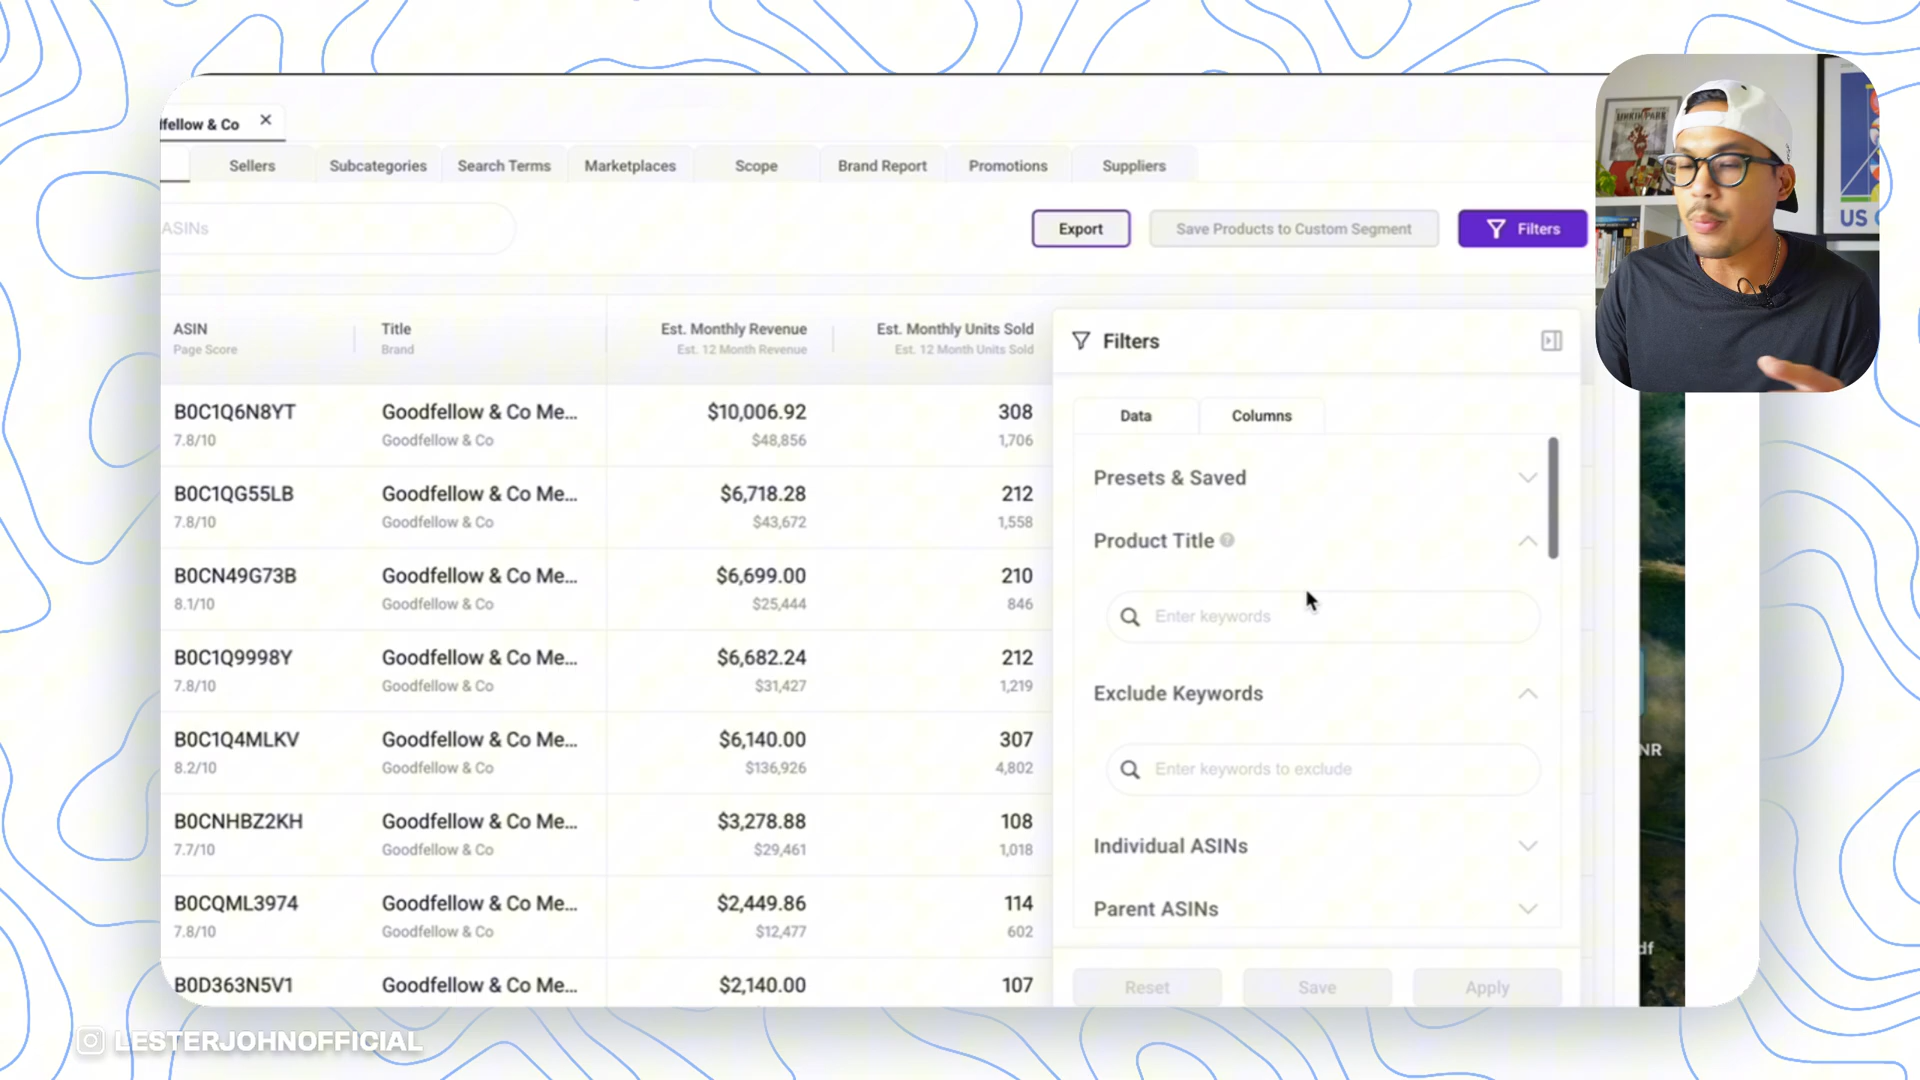 lfellow & Co
Sellers
Subcategories
Search Terms
Marketplaces
Scope
Brand Report
Promotions
Suppliers
ASINs
Export
Save Products to Custom Segment
Filters
LINKIN PARK
US
ASIN
Page Score
Title
Brand
Est. Monthly Revenue
Est. 12 Month Revenue
Est. Monthly Units Sold
Est. 12 Month Units Sold
B0C1Q6N8YT
7.8/10
Goodfellow & Co Me...
Goodfellow & Co
$10,006.92
$48,856
308
1,706
B0C1QG55LB
7.8/10
Goodfellow & Co Me...
Goodfellow & Co
$6,718.28
$43,672
212
1,558
B0CN49G73B
8.1/10
Goodfellow & Co Me...
Goodfellow & Co
$6,699.00
$25,444
210
846
B0C1Q9998Y
7.8/10
Goodfellow & Co Me...
Goodfellow & Co
$6,682.24
$31,427
212
1,219
B0C1Q4MLKV
8.2/10
Goodfellow & Co Me...
Goodfellow & Co
$6,140.00
$136,926
307
4,802
B0CNHBZ2KH
7.7/10
Goodfellow & Co Me...
Goodfellow & Co
$3,278.88
$29,461
108
1,018
B0CQML3974
7.8/10
Goodfellow & Co Me...
Goodfellow & Co
$2,449.86
$12,477
114
602
B0D363N5V1
Goodfellow & Co Me...
$2,140.00
107
Filters
Data
Columns
Presets & Saved
Product Title
Enter keywords
Exclude Keywords
Enter keywords to exclude
Individual ASINs
Parent ASINs
Reset
Save
Apply
NR
df
LESTERJOHNOFFICIAL